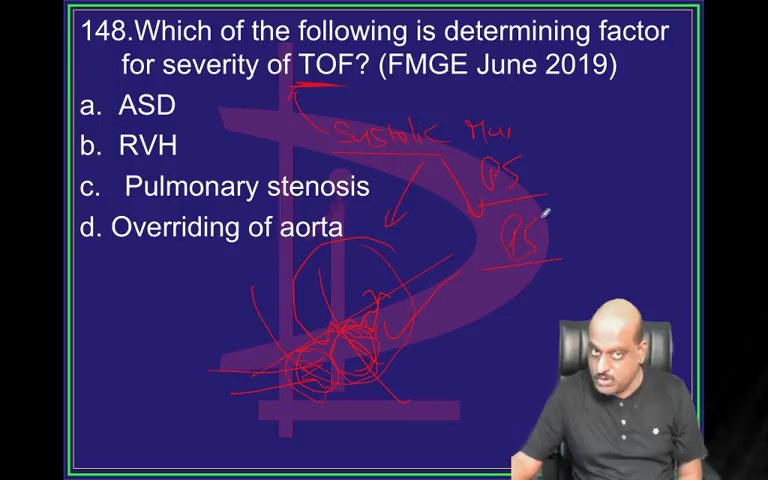 148.Which of the following is determining factor
for severity of TOF? (FMGE June 2019)
a. ASD
b. RVH
c. Pulmonary stenosis
d. Overriding of aorta
Systolic Mur
PS
PS